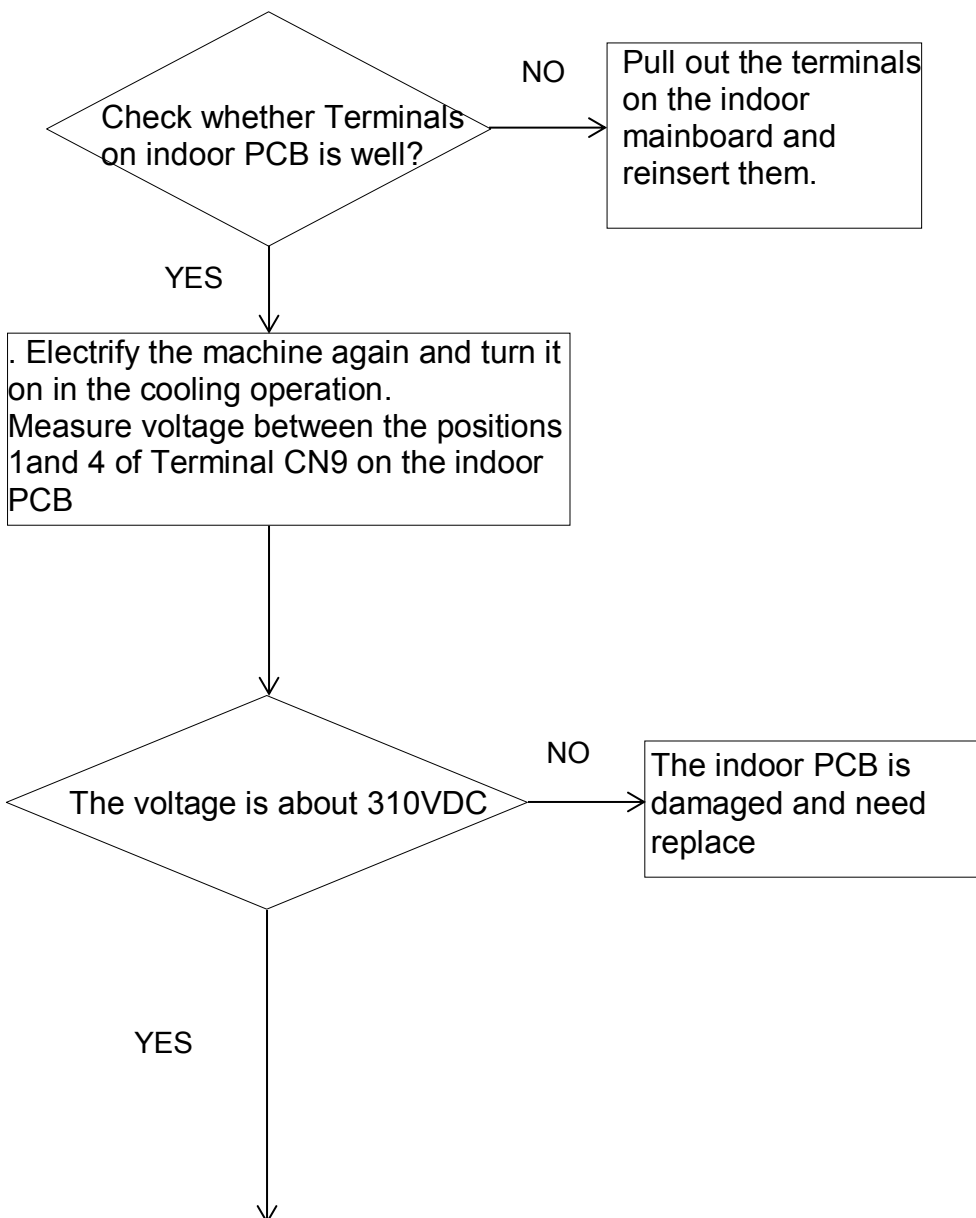 Check whether Terminals
on indoor PCB is well?
NO
Pull out the terminals
on the indoor
mainboard and
reinsert them.
YES
. Electrify the machine again and turn it
on in the cooling operation.
Measure voltage between the positions
1and 4 of Terminal CN9 on the indoor
PCB
The voltage is about 310VDC
NO
The indoor PCB is
damaged and need
replace
YES